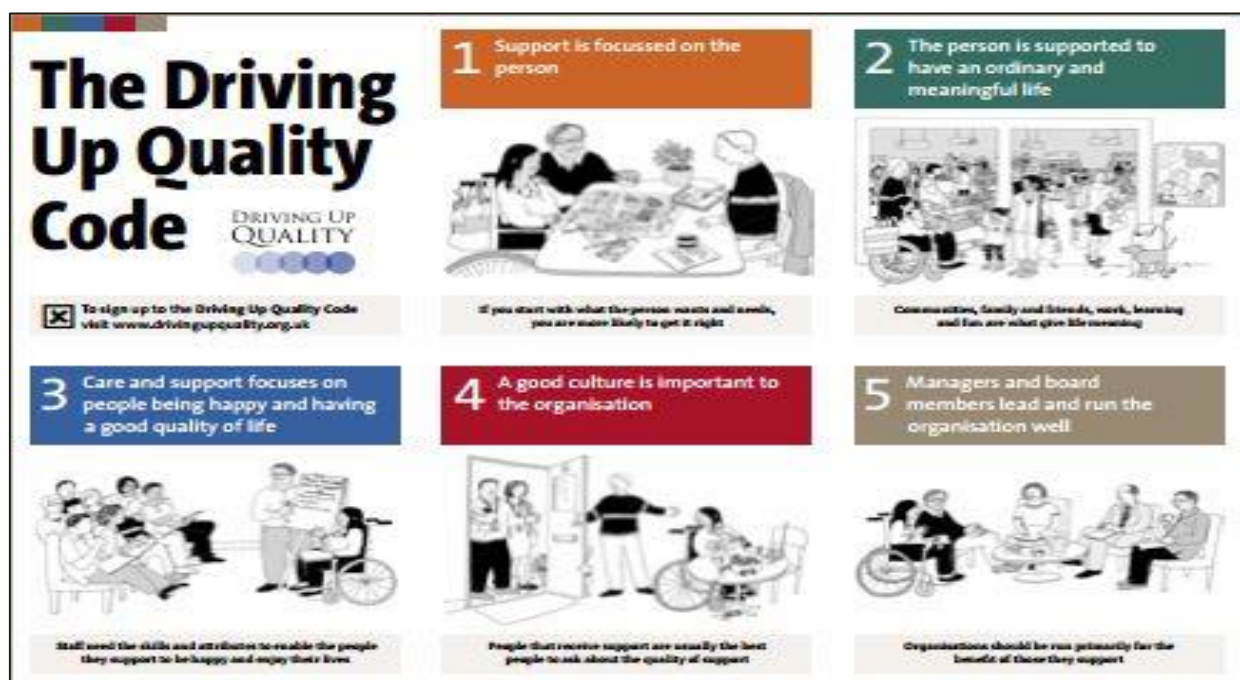 The Driving
Up Quality
Code
DRIVING UP
QUALITY
To sign up to the Driving Up Quality Code
visit www.drivingupquality.org.uk
1 Support is focussed on the
person
If you start with what the person wants and needs,
you are more likely to get it right
2 The person is supported to
have an ordinary and
meaningful life
Communities, family and friends, work, learning
and fun are what give life meaning
3 Care and support focuses on
people being happy and having
a good quality of life
Staff need the skills and attributes to enable the people
they support to be happy and enjoy their lives
4 A good culture is important to
the organisation
People that receive support are usually the best
people to ask about the quality of support
5 Managers and board
members lead and run the
organisation well
Organisations should be run primarily for the
benefit of those they support